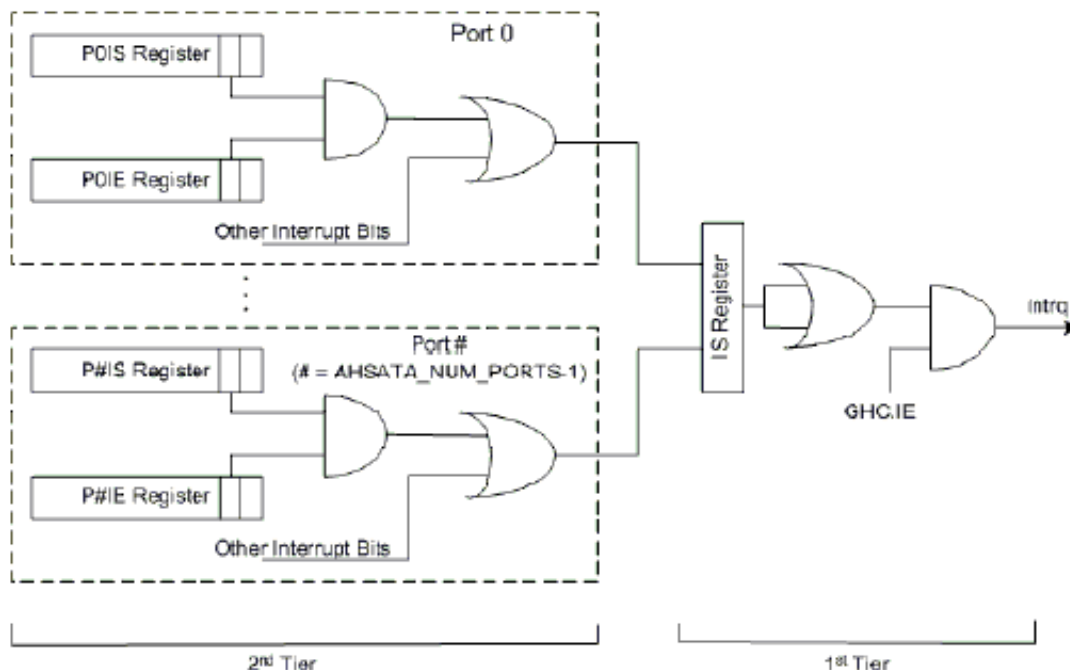 Port 0
P0IS Register
P0IE Register
Other Interrupt Bits
Port #
(# = AHSATA_NUM_PORTS-1)
P#IS Register
P#IE Register
Other Interrupt Bits
IS Register
Intrq
GHC.IE
2nd Tier
1st Tier